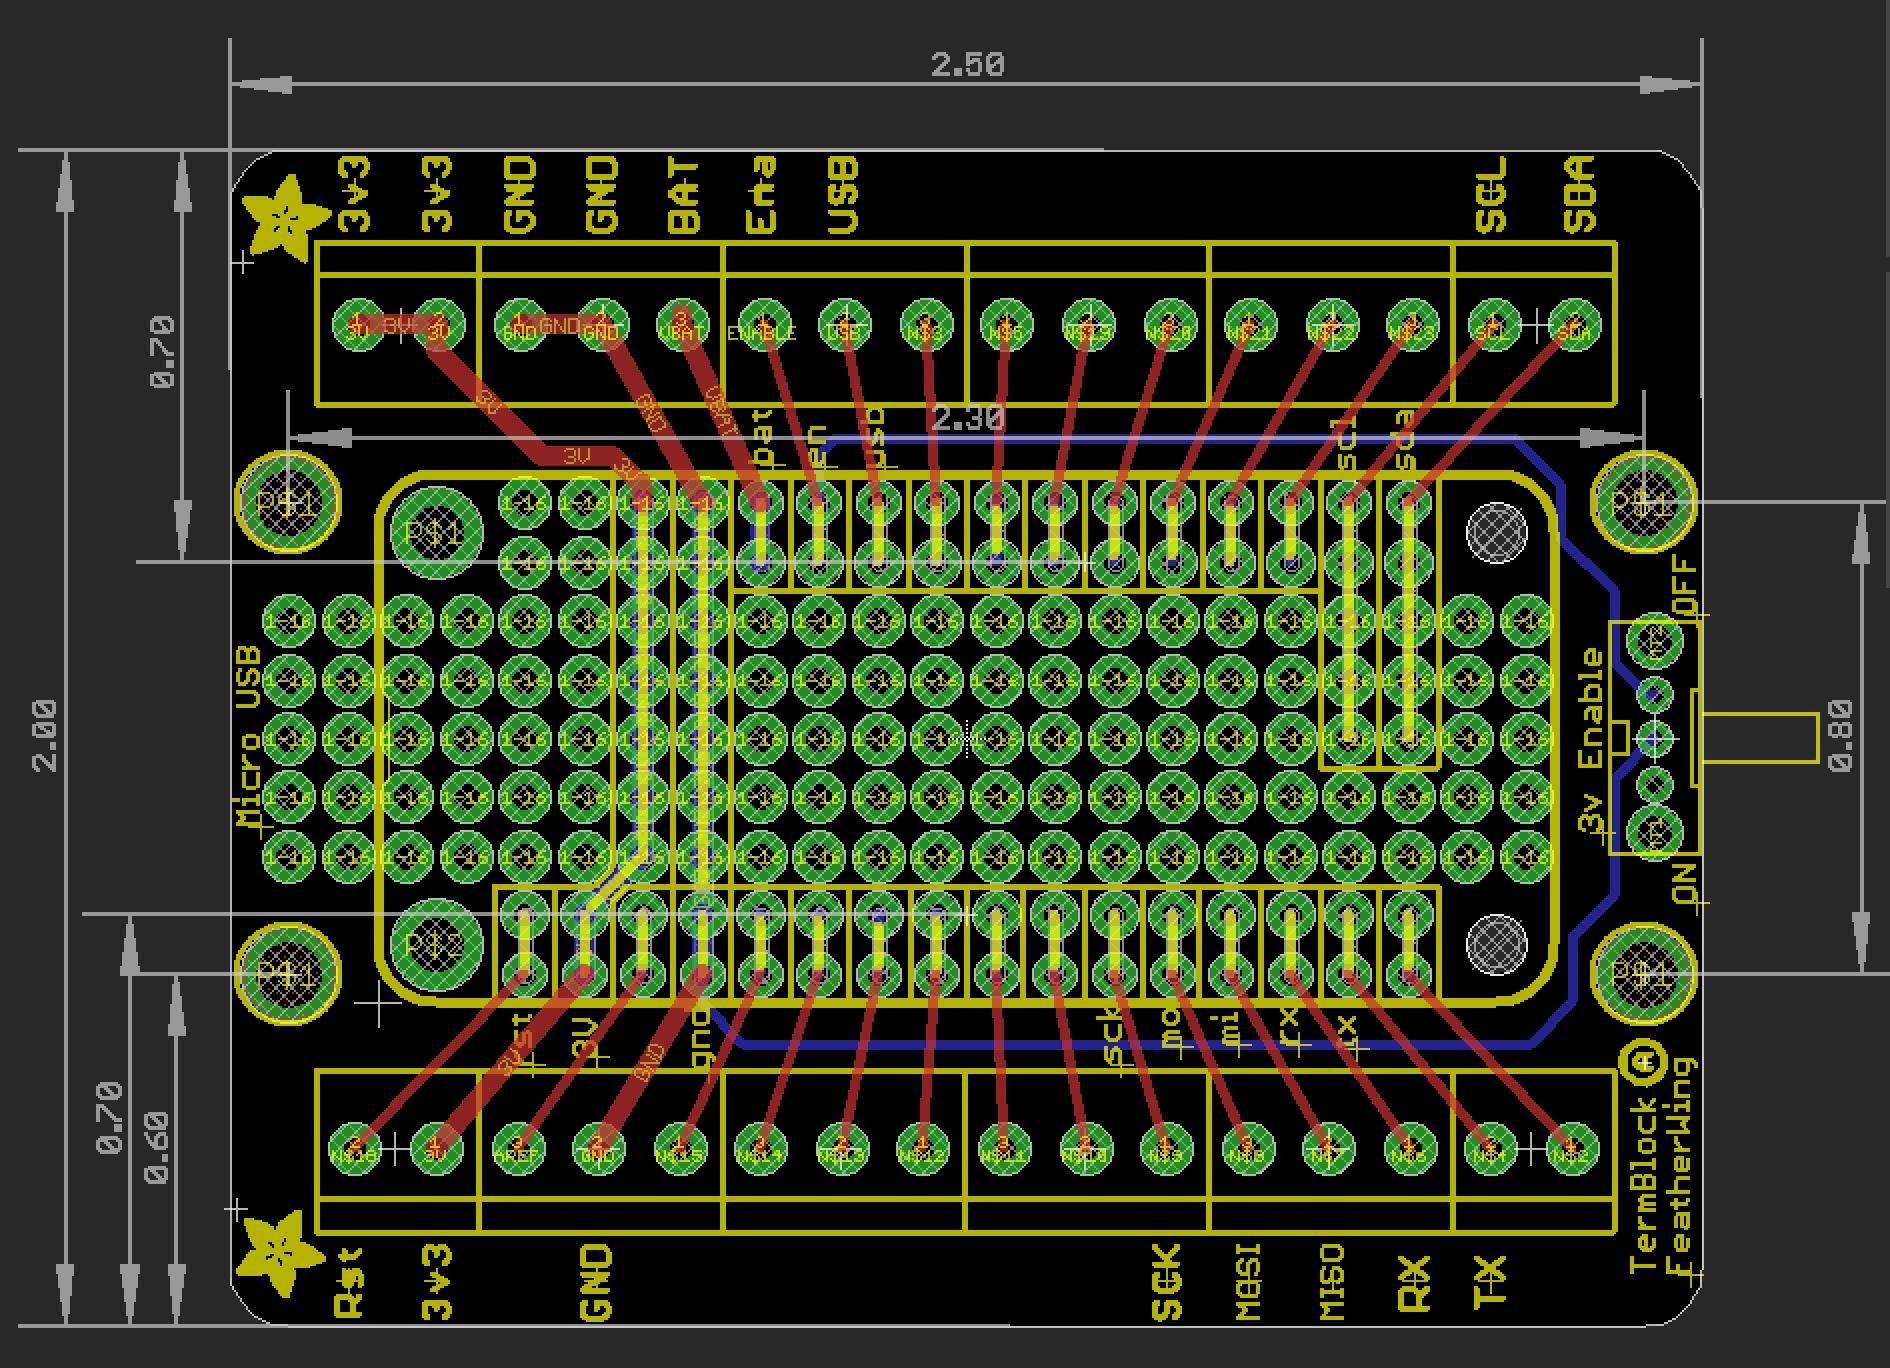 2.50
3v3
3v3
GND
GND
BAT
Ena
USB
SCL
SDA
3V
3V
3V
GND
GND
GND
VBAT
ENABLE
USB
N$3
N$5
N$19
N$20
N$21
N$22
N$23
SCL
SDA
0.70
3V
GND
VBAT
2.30
bat
en
usb
scl
sda
3V
3V
P$1
P$1
P$1
OFF
Micro USB
3v Enable
2.00
0.80
ON
P$1
P$2
P$1
rst
3V
gnd
sck
mo
mi
rx
tx
3V
GND
0.70
0.60
N$16
3V
AREF
GND
N$15
N$14
N$13
N$12
N$11
N$10
N$9
N$8
N$7
N$6
N$4
N$2
TermBlock
FeatherWing
Rst
3v3
GND
SCK
MOSI
MISO
RX
TX